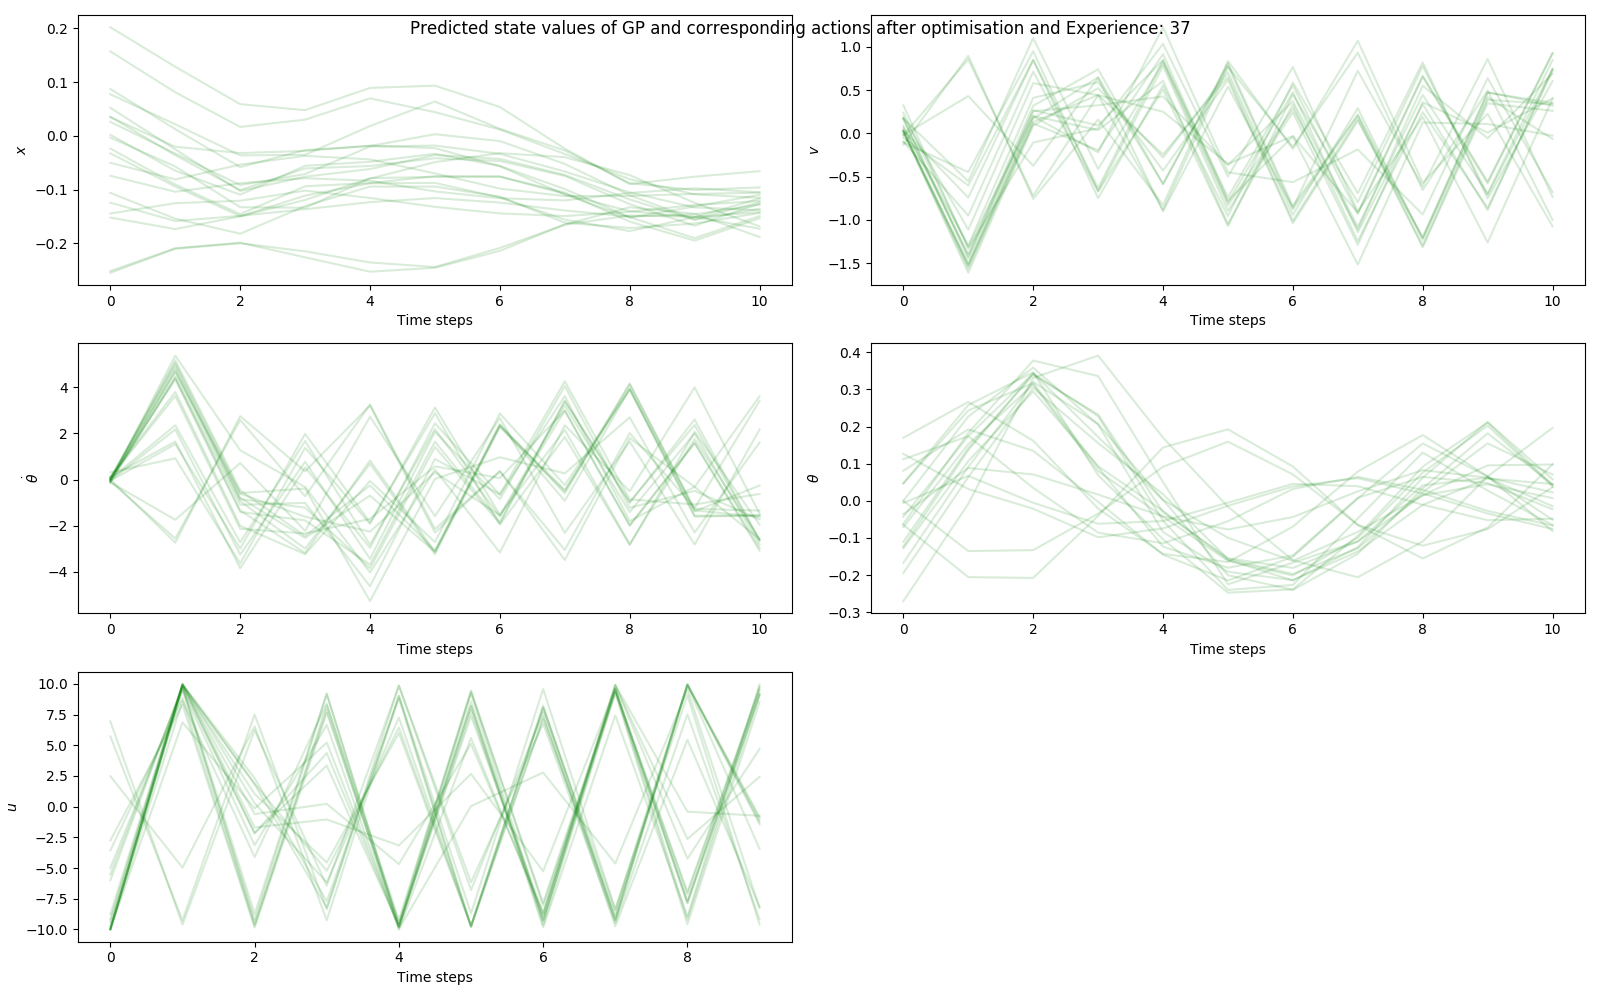 Predicted state values of GP and corresponding actions after optimisation and Experience: 37
0.2
0.1
0.0
−0.1
−0.2
x
0 2 4 6 8 10
Time steps
1.0
0.5
0.0
−0.5
−1.0
−1.5
v
0 2 4 6 8 10
Time steps
4
2
0
−2
−4
θ̇
0 2 4 6 8 10
Time steps
0.4
0.3
0.2
0.1
0.0
−0.1
−0.2
−0.3
θ
0 2 4 6 8 10
Time steps
10.0
7.5
5.0
2.5
0.0
−2.5
−5.0
−7.5
−10.0
u
0 2 4 6 8
Time steps